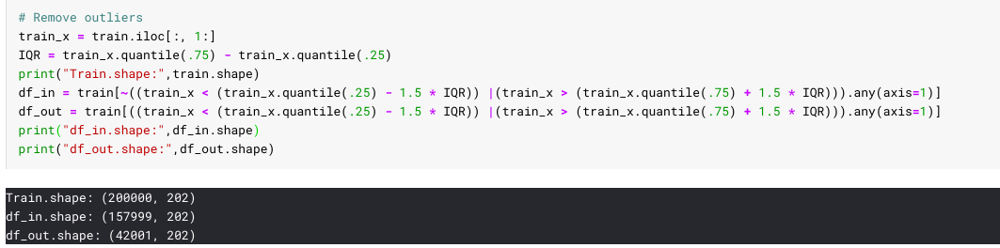 # Remove outliers
train_x = train.iloc[:, 1:]
IQR = train_x.quantile(.75) - train_x.quantile(.25)
print("Train.shape:",train.shape)
df_in = train[~((train_x < (train_x.quantile(.25) - 1.5 * IQR)) |(train_x > (train_x.quantile(.75) + 1.5 * IQR))).any(axis=1)]
df_out = train[((train_x < (train_x.quantile(.25) - 1.5 * IQR)) |(train_x > (train_x.quantile(.75) + 1.5 * IQR))).any(axis=1)]
print("df_in.shape:",df_in.shape)
print("df_out.shape:",df_out.shape)
Train.shape: (200000, 202)
df_in.shape: (157999, 202)
df_out.shape: (42001, 202)